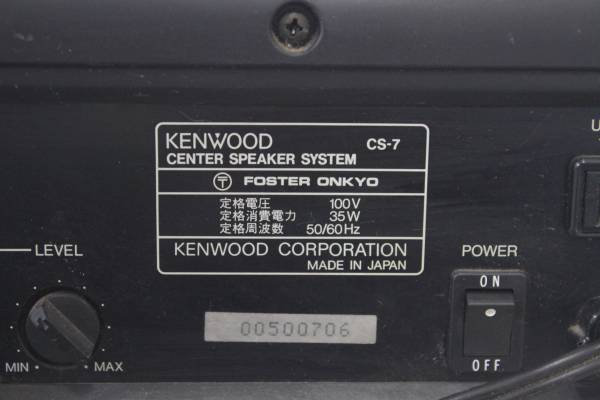 KENWOOD CS-7
CENTER SPEAKER SYSTEM
〒 FOSTER ONKYO
定格電圧 100V
定格消費電力 35W
定格周波数 50/60Hz
KENWOOD CORPORATION
MADE IN JAPAN
U
LEVEL
MIN MAX
00500706
POWER
ON
OFF